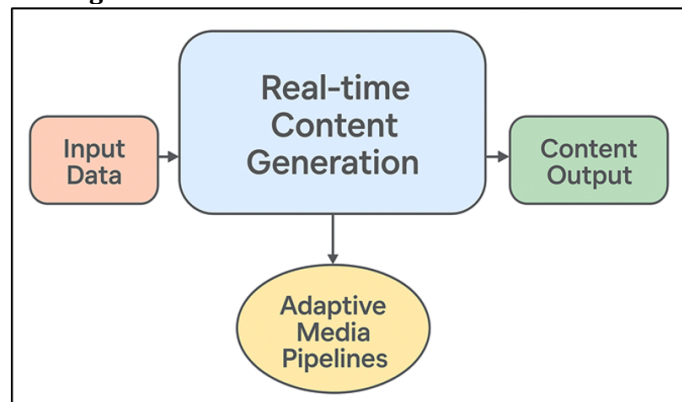 Real-time
Content
Generation
Input
Data
Content
Output
Adaptive
Media
Pipelines